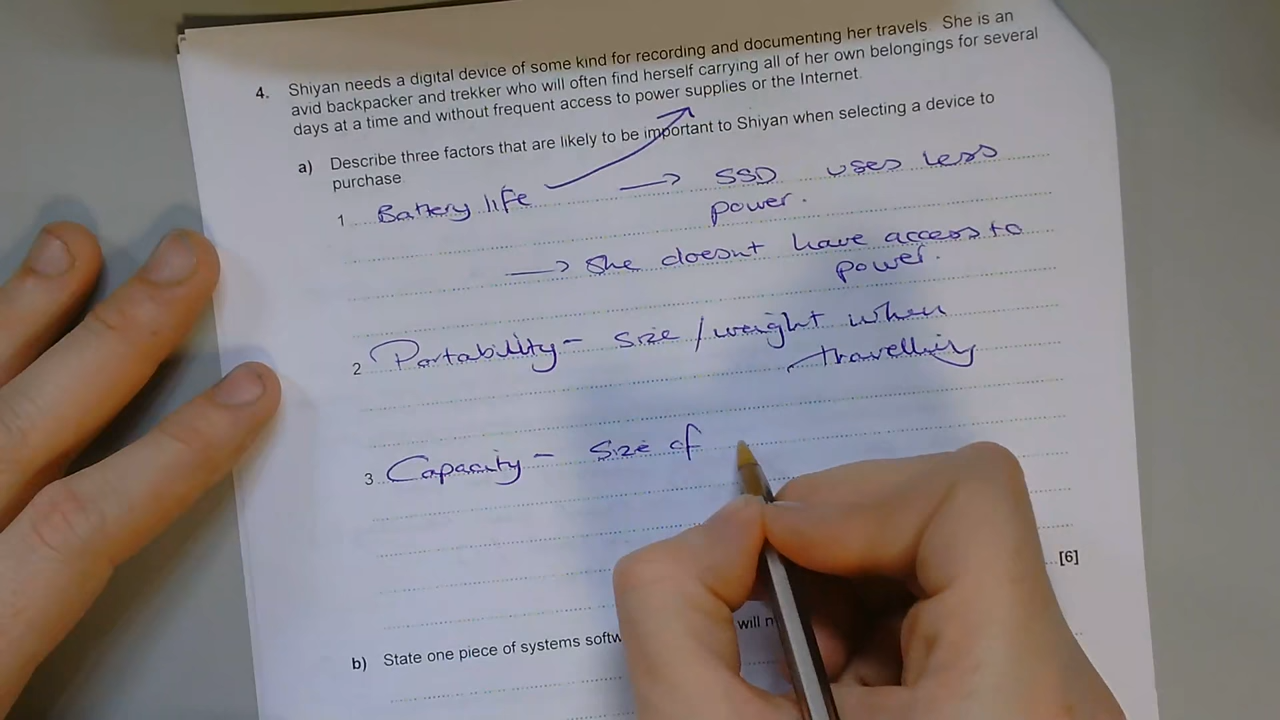 4. Shiyan needs a digital device of some kind for recording and documenting her travels. She is an
avid backpacker and trekker who will often find herself carrying all of her own belongings for several
days at a time and without frequent access to power supplies or the Internet.
a) Describe three factors that are likely to be important to Shiyan when selecting a device to
purchase.
1 Battery life → SSD uses less
power.
→ She doesnt have access to
power.
2 Portability - size / weight when
travelling
3 Capacity - Size of
[6]
b) State one piece of systems will